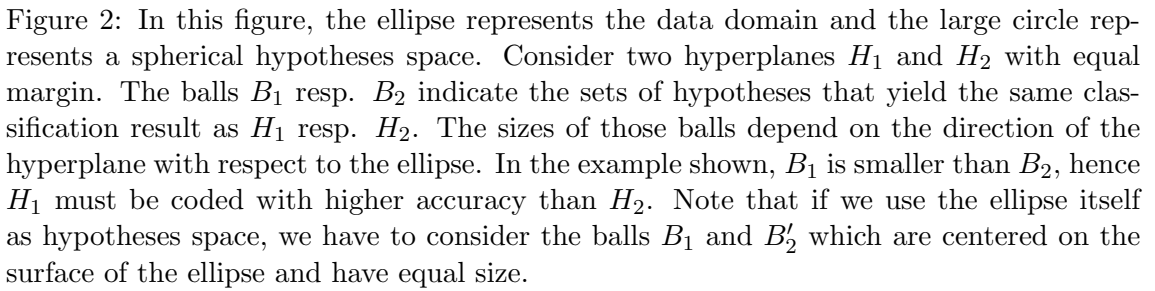 Figure 2: In this figure, the ellipse represents the data domain and the large circle rep-
resents a spherical hypotheses space. Consider two hyperplanes H₁ and H₂ with equal
margin. The balls B₁ resp. B₂ indicate the sets of hypotheses that yield the same clas-
sification result as H₁ resp. H₂. The sizes of those balls depend on the direction of the
hyperplane with respect to the ellipse. In the example shown, B₁ is smaller than B₂, hence
H₁ must be coded with higher accuracy than H₂. Note that if we use the ellipse itself
as hypotheses space, we have to consider the balls B₁ and B′₂ which are centered on the
surface of the ellipse and have equal size.